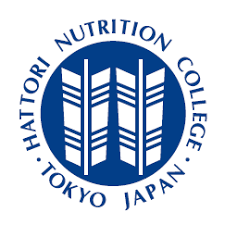 HATTORI NUTRITION COLLEGE
· TOKYO JAPAN ·